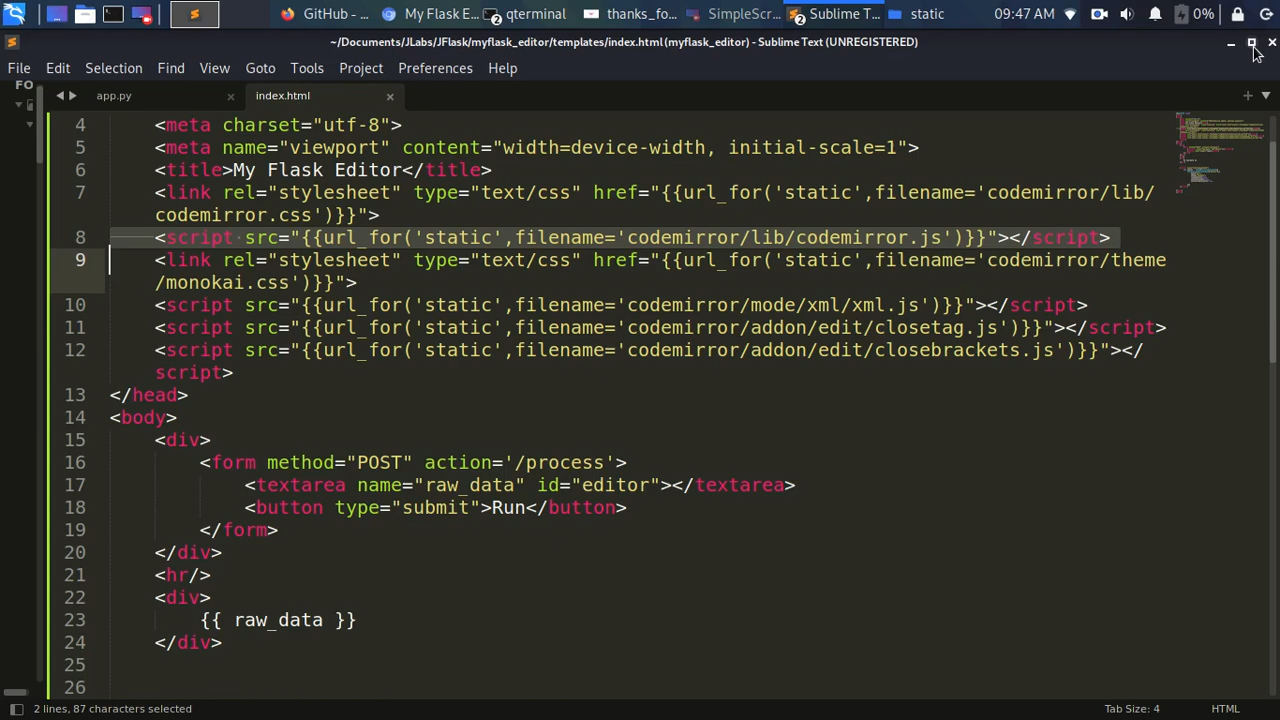 GitHub - ...
My Flask E...
2
qterminal
thanks_fo...
SimpleScr...
2
Sublime T...
static
09:47 AM
0%
~/Documents/JLabs/JFlask/myflask_editor/templates/index.html (myflask_editor) - Sublime Text (UNREGISTERED)
File Edit Selection Find View Goto Tools Project Preferences Help
FO
app.py
index.html
4 <meta charset="utf-8">
5 <meta name="viewport" content="width=device-width, initial-scale=1">
6 <title>My Flask Editor</title>
7 <link rel="stylesheet" type="text/css" href="{{url_for('static',filename='codemirror/lib/
codemirror.css')}}">
8 <script src="{{url_for('static',filename='codemirror/lib/codemirror.js')}}"></script>
9 <link rel="stylesheet" type="text/css" href="{{url_for('static',filename='codemirror/theme
/monokai.css')}}">
10 <script src="{{url_for('static',filename='codemirror/mode/xml/xml.js')}}"></script>
11 <script src="{{url_for('static',filename='codemirror/addon/edit/closetag.js')}}"></script>
12 <script src="{{url_for('static',filename='codemirror/addon/edit/closebrackets.js')}}"></
script>
13 </head>
14 <body>
15 <div>
16 <form method="POST" action='/process'>
17 <textarea name="raw_data" id="editor"></textarea>
18 <button type="submit">Run</button>
19 </form>
20 </div>
21 <hr/>
22 <div>
23 {{ raw_data }}
24 </div>
25
26
2 lines, 87 characters selected
Tab Size: 4
HTML